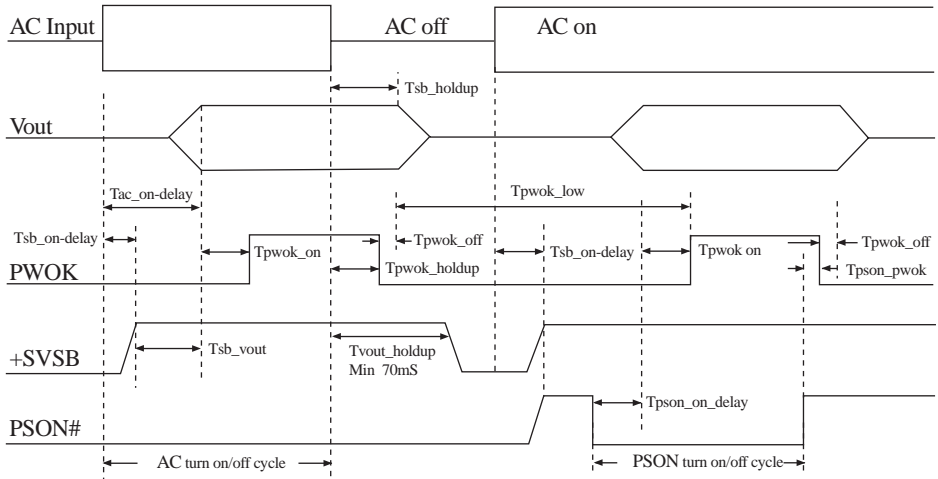 AC Input
AC off
AC on
Tsb_holdup
Vout
Tac_on-delay
Tpwok_low
Tsb_on-delay
Tpwok_on
Tpwok_off
Tpwok_holdup
Tsb_on-delay
Tpwok on
Tpwok_off
Tpson_pwok
PWOK
+SVSB
Tsb_vout
Tvout_holdup
Min 70mS
Tpson_on_delay
PSON#
AC turn on/off cycle
PSON turn on/off cycle